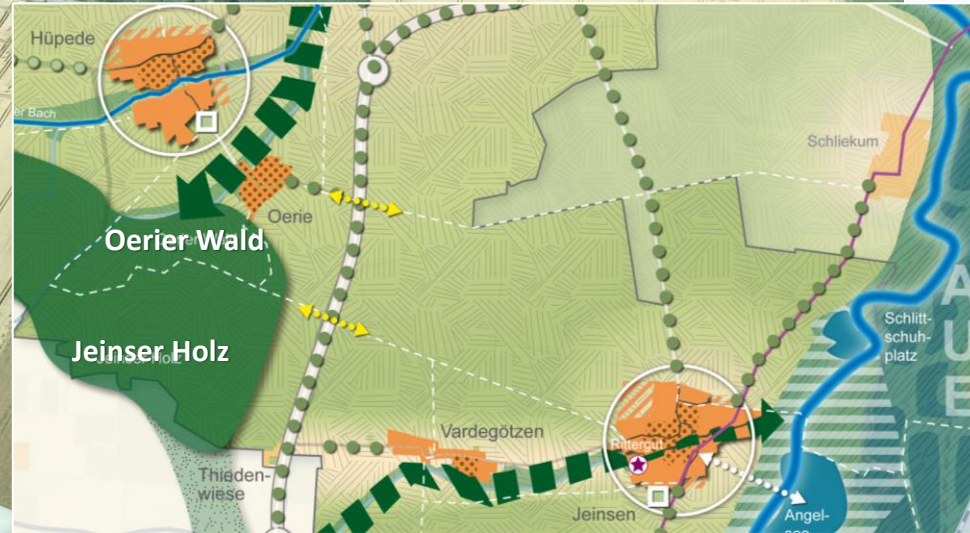 Hüpede
er Bach
Schliekum
Oerie
Oerier Wald
Jeinser Holz
Schlitt-
schuh-
platz
A
U
E
Vardegötzen
Rittergut
Thieden-
wiese
Jeinsen
Angel-